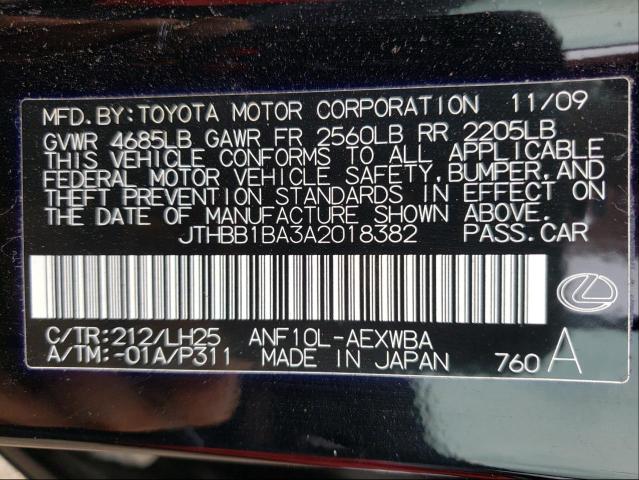 MFD.BY:TOYOTA MOTOR CORPORATION 11/09
GVWR 4685LB GAWR FR 2560LB RR 2205LB
THIS VEHICLE CONFORMS TO ALL APPLICABLE
FEDERAL MOTOR VEHICLE SAFETY,BUMPER,AND
THEFT PREVENTION STANDARDS IN EFFECT ON
THE DATE OF MANUFACTURE SHOWN ABOVE.
JTHBB1BA3A2018382 PASS.CAR
C/TR:212/LH25 ANF10L-AEXWBA
A/TM:-01A/P311 MADE IN JAPAN 760 A